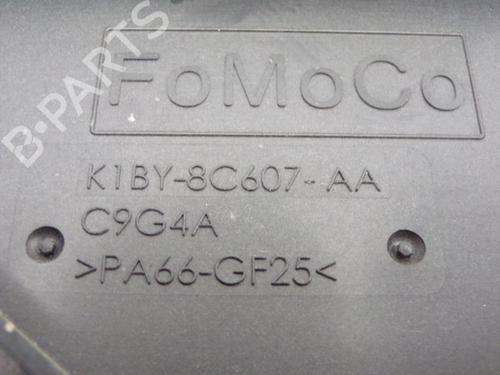 B-PARTS
FoMoCo
K1BY-8C607-AA
C9G4A
>PA66-GF25<